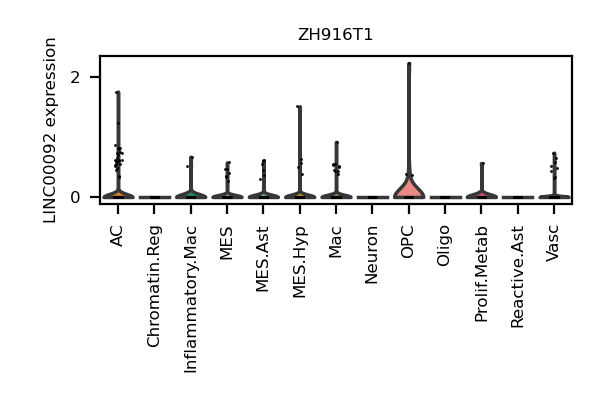 ZH916T1
LINC00092 expression
2
0
AC
Chromatin.Reg
Inflammatory.Mac
MES
MES.Ast
MES.Hyp
Mac
Neuron
OPC
Oligo
Prolif.Metab
Reactive.Ast
Vasc